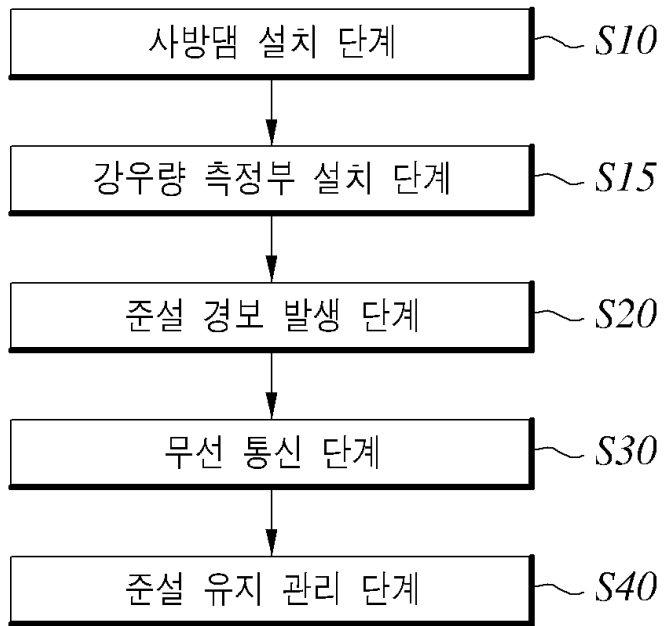 사방댐 설치 단계 S10
강우량 측정부 설치 단계 S15
준설 경보 발생 단계 S20
무선 통신 단계 S30
준설 유지 관리 단계 S40